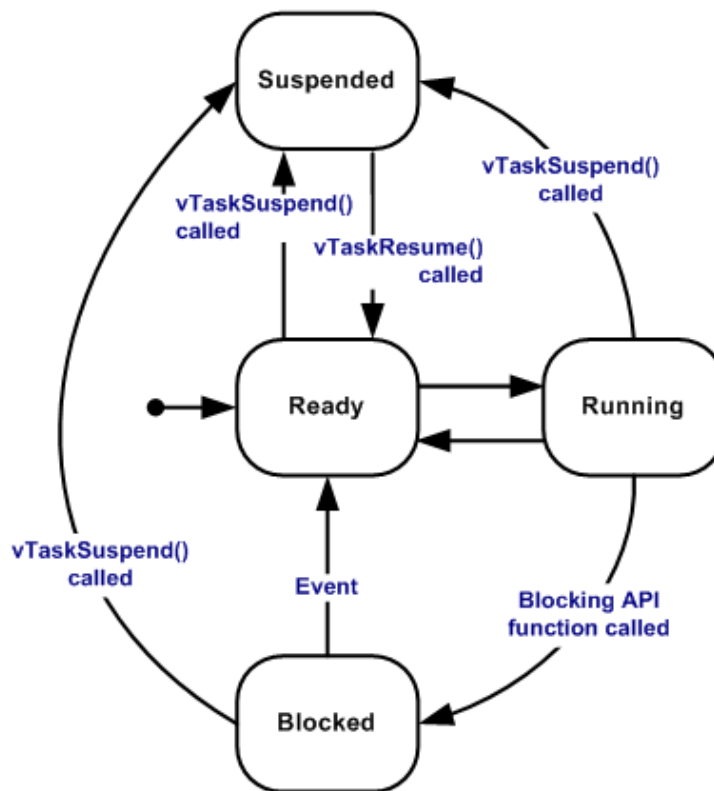 Suspended
vTaskSuspend()
called
vTaskSuspend()
called
vTaskResume()
called
Ready
Running
vTaskSuspend()
called
Event
Blocking API
function called
Blocked